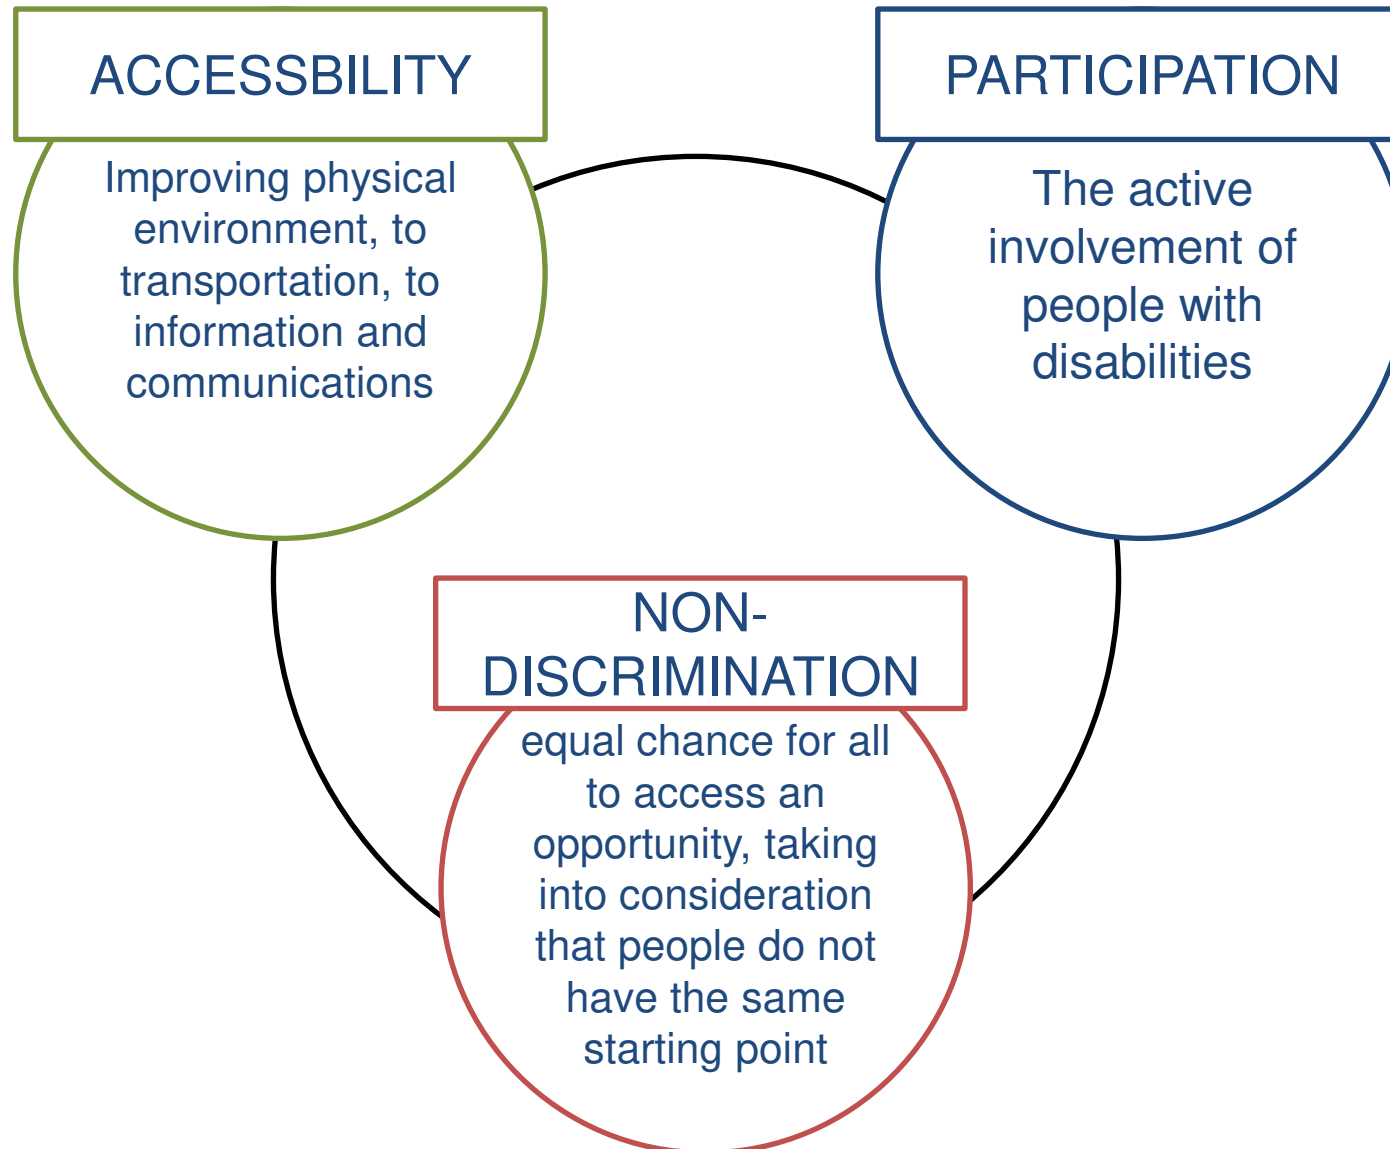 ACCESSBILITY
Improving physical
environment, to
transportation, to
information and
communications
PARTICIPATION
The active
involvement of
people with
disabilities
NON-
DISCRIMINATION
equal chance for all
to access an
opportunity, taking
into consideration
that people do not
have the same
starting point